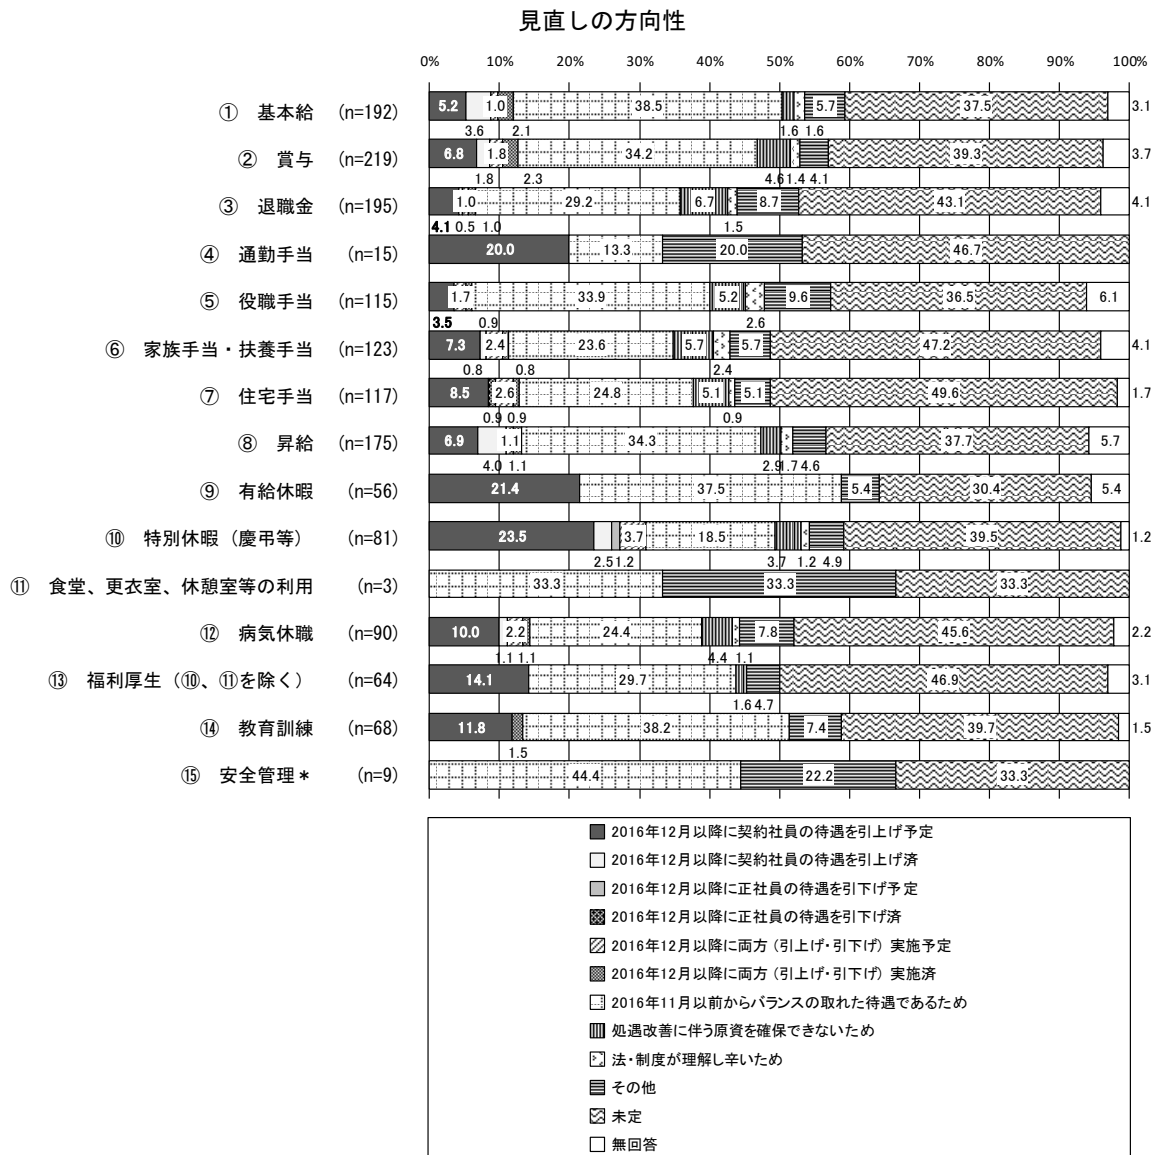 見直しの方向性
0% 10% 20% 30% 40% 50% 60% 70% 80% 90% 100%
① 基本給 (n=192) 5.2 1.0 38.5 5.7 37.5 3.1
3.6 2.1 1.6 1.6
② 賞与 (n=219) 6.8 1.8 34.2 39.3 3.7
1.8 2.3 4.6 1.4 4.1
③ 退職金 (n=195) 1.0 29.2 6.7 8.7 43.1 4.1
4.1 0.5 1.0 1.5
④ 通勤手当 (n=15) 20.0 13.3 20.0 46.7
⑤ 役職手当 (n=115) 1.7 33.9 5.2 9.6 36.5 6.1
3.5 0.9 2.6
⑥ 家族手当・扶養手当 (n=123) 7.3 2.4 23.6 5.7 5.7 47.2 4.1
0.8 0.8 2.4
⑦ 住宅手当 (n=117) 8.5 2.6 24.8 5.1 5.1 49.6 1.7
0.9 0.9 0.9
⑧ 昇給 (n=175) 6.9 1.1 34.3 37.7 5.7
4.0 1.1 2.9 1.7 4.6
⑨ 有給休暇 (n=56) 21.4 37.5 5.4 30.4 5.4
⑩ 特別休暇（慶弔等） (n=81) 23.5 3.7 18.5 39.5 1.2
2.5 1.2 3.7 1.2 4.9
⑪ 食堂、更衣室、休憩室等の利用 (n=3) 33.3 33.3 33.3
⑫ 病気休職 (n=90) 10.0 2.2 24.4 7.8 45.6 2.2
1.1 1.1 4.4 1.1
⑬ 福利厚生（⑩、⑪を除く） (n=64) 14.1 29.7 46.9 3.1
1.6 4.7
⑭ 教育訓練 (n=68) 11.8 38.2 7.4 39.7 1.5
1.5
⑮ 安全管理＊ (n=9) 44.4 22.2 33.3
2016年12月以降に契約社員の待遇を引上げ予定
2016年12月以降に契約社員の待遇を引上げ済
2016年12月以降に正社員の待遇を引下げ予定
2016年12月以降に正社員の待遇を引下げ済
2016年12月以降に両方（引上げ・引下げ）実施予定
2016年12月以降に両方（引上げ・引下げ）実施済
2016年11月以前からバランスの取れた待遇であるため
処遇改善に伴う原資を確保できないため
法・制度が理解し辛いため
その他
未定
無回答